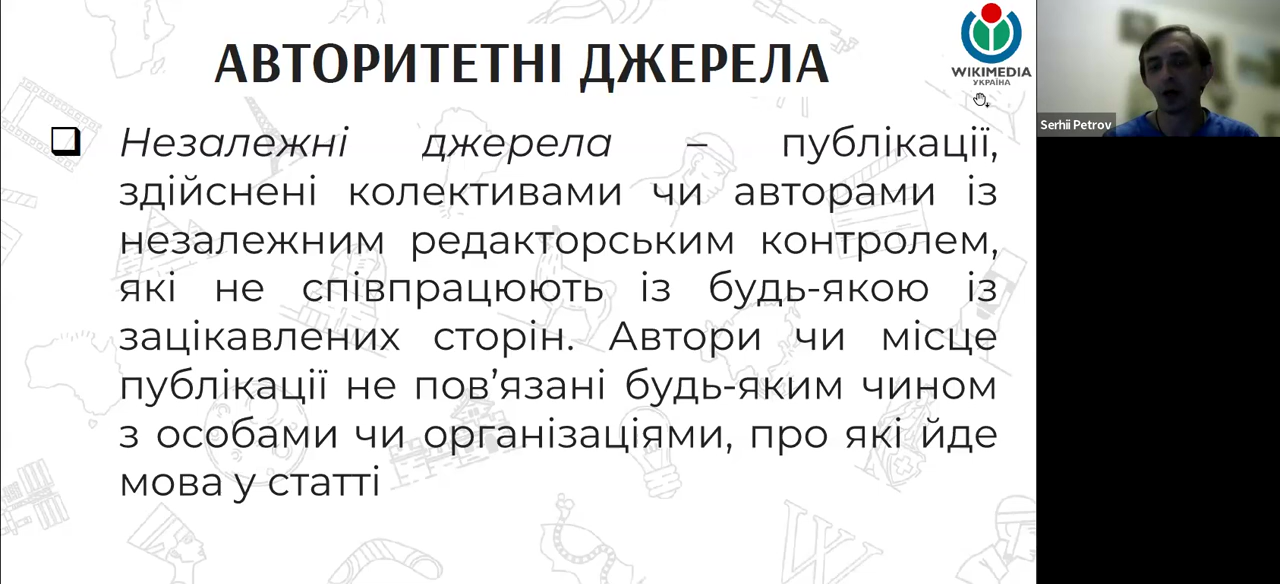 АВТОРИТЕТНІ ДЖЕРЕЛА
WIKIMEDIA
УКРАЇНА
Serhii Petrov
Незалежні джерела – публікації,
здійснені колективами чи авторами із
незалежним редакторським контролем,
які не співпрацюють із будь-якою із
зацікавлених сторін. Автори чи місце
публікації не пов’язані будь-яким чином
з особами чи організаціями, про які йде
мова у статті